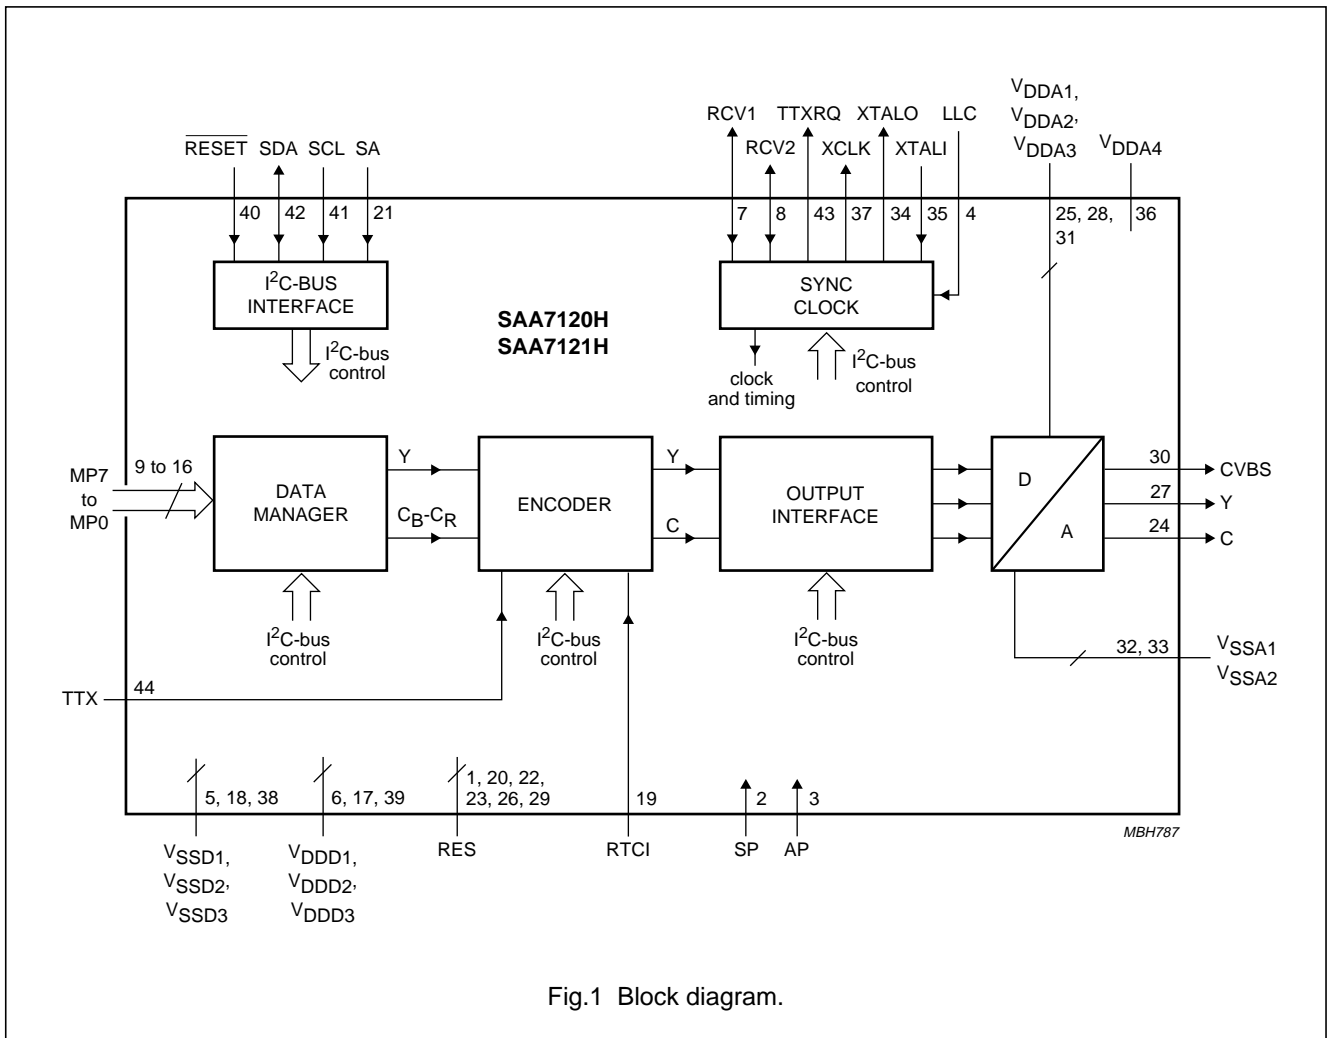 RCV1 TTXRQ XTALO LLC
RCV2 XCLK XTALI
VDDA1,
VDDA2,
VDDA3
VDDA4
RESET SDA SCL SA
40 42 41 21
7 8 43 37 34 35 4
25, 28,
31
36
I2C-BUS
INTERFACE
SYNC
CLOCK
SAA7120H
SAA7121H
I2C-bus
control
clock
and timing
I2C-bus
control
MP7
to
MP0
9 to 16
DATA
MANAGER
Y
CB-CR
ENCODER
Y
C
OUTPUT
INTERFACE
D
A
30
CVBS
27
Y
24
C
I2C-bus
control
I2C-bus
control
I2C-bus
control
32, 33
VSSA1
VSSA2
TTX
44
5, 18, 38
6, 17, 39
1, 20, 22,
23, 26, 29
19
2
3
MBH787
VSSD1,
VSSD2,
VSSD3
VDDD1,
VDDD2,
VDDD3
RES
RTCI
SP
AP
Fig.1 Block diagram.